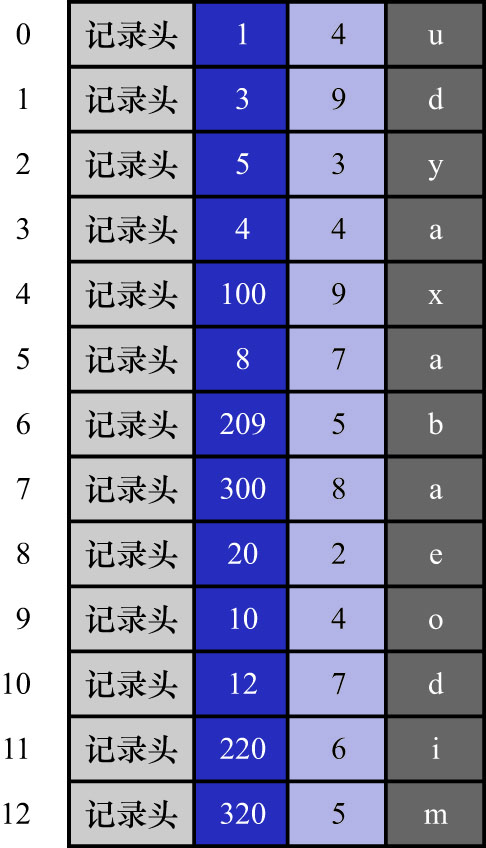 0 记录头 1 4 u
1 记录头 3 9 d
2 记录头 5 3 y
3 记录头 4 4 a
4 记录头 100 9 x
5 记录头 8 7 a
6 记录头 209 5 b
7 记录头 300 8 a
8 记录头 20 2 e
9 记录头 10 4 o
10 记录头 12 7 d
11 记录头 220 6 i
12 记录头 320 5 m